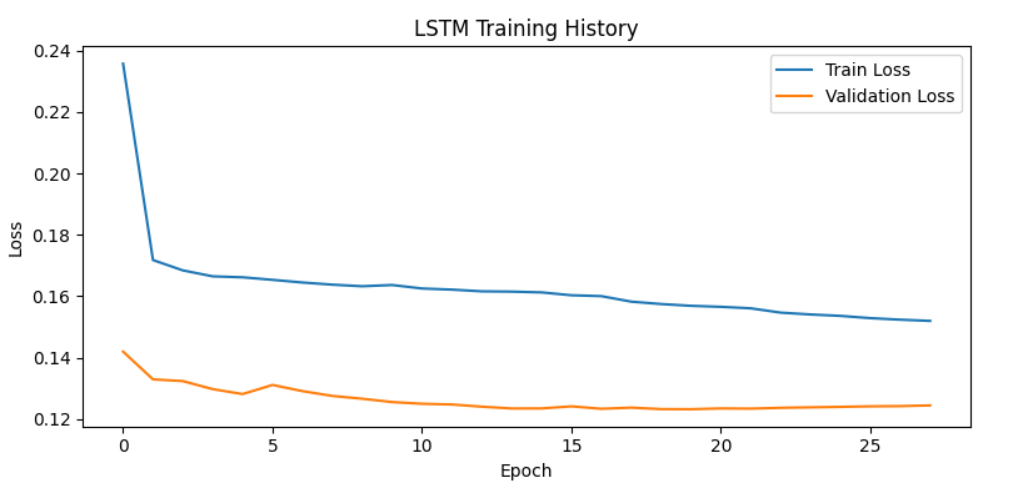 LSTM Training History
Train Loss
Validation Loss
Loss
0.24
0.22
0.20
0.18
0.16
0.14
0.12
0 5 10 15 20 25
Epoch